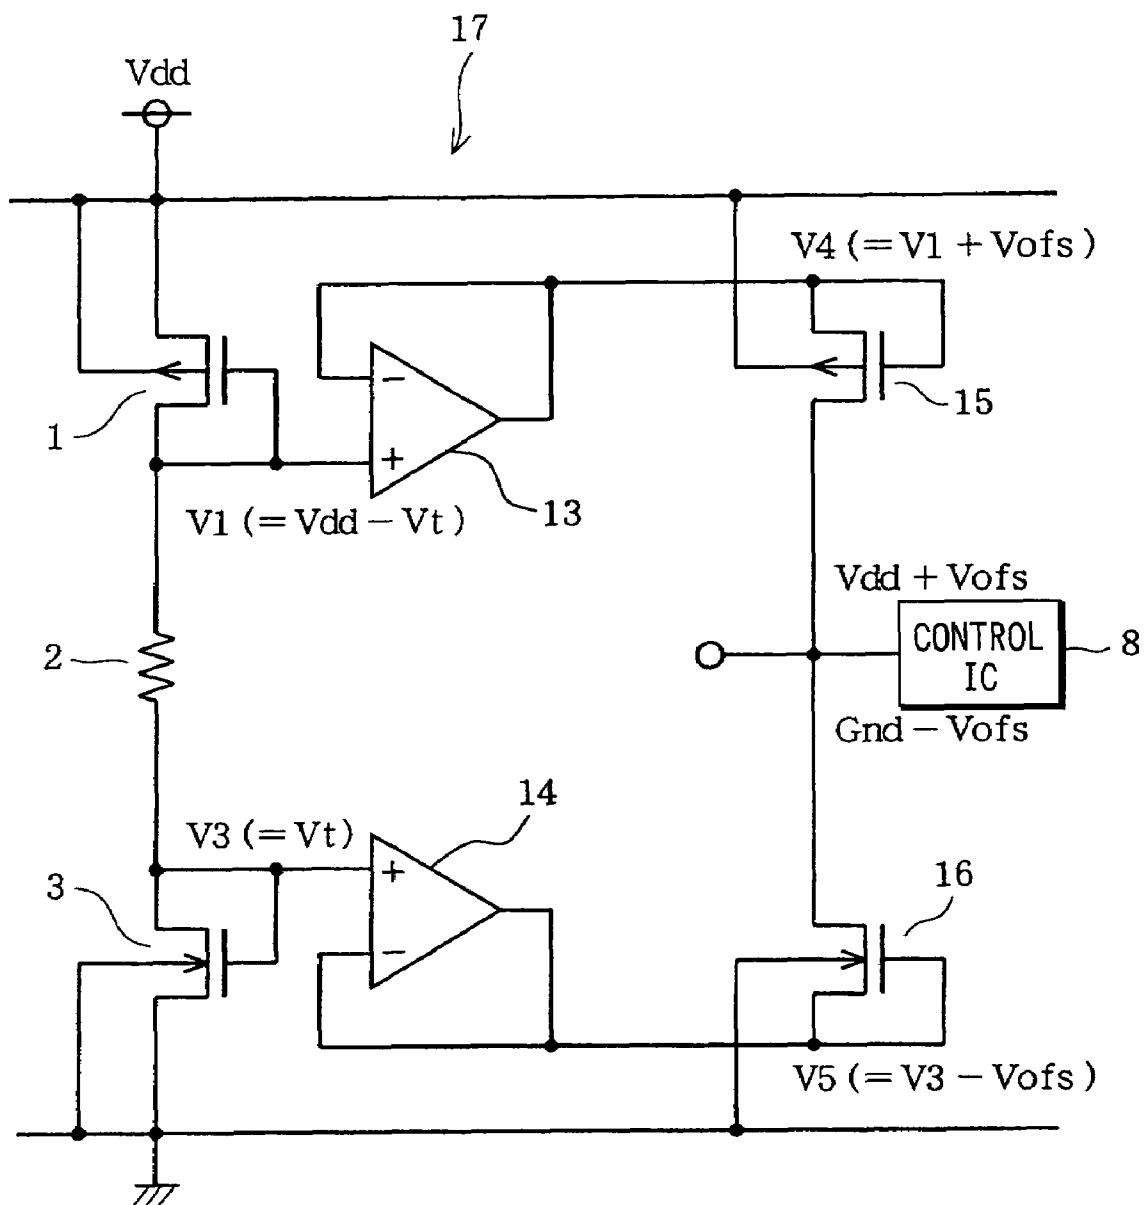 17
Vdd
V4 (=V1+Vofs)
−
1
15
+
13
V1 (=Vdd−Vt)
Vdd+Vofs
2
CONTROL
IC
8
Gnd−Vofs
14
V3 (=Vt)
+
16
3
−
V5 (=V3−Vofs)